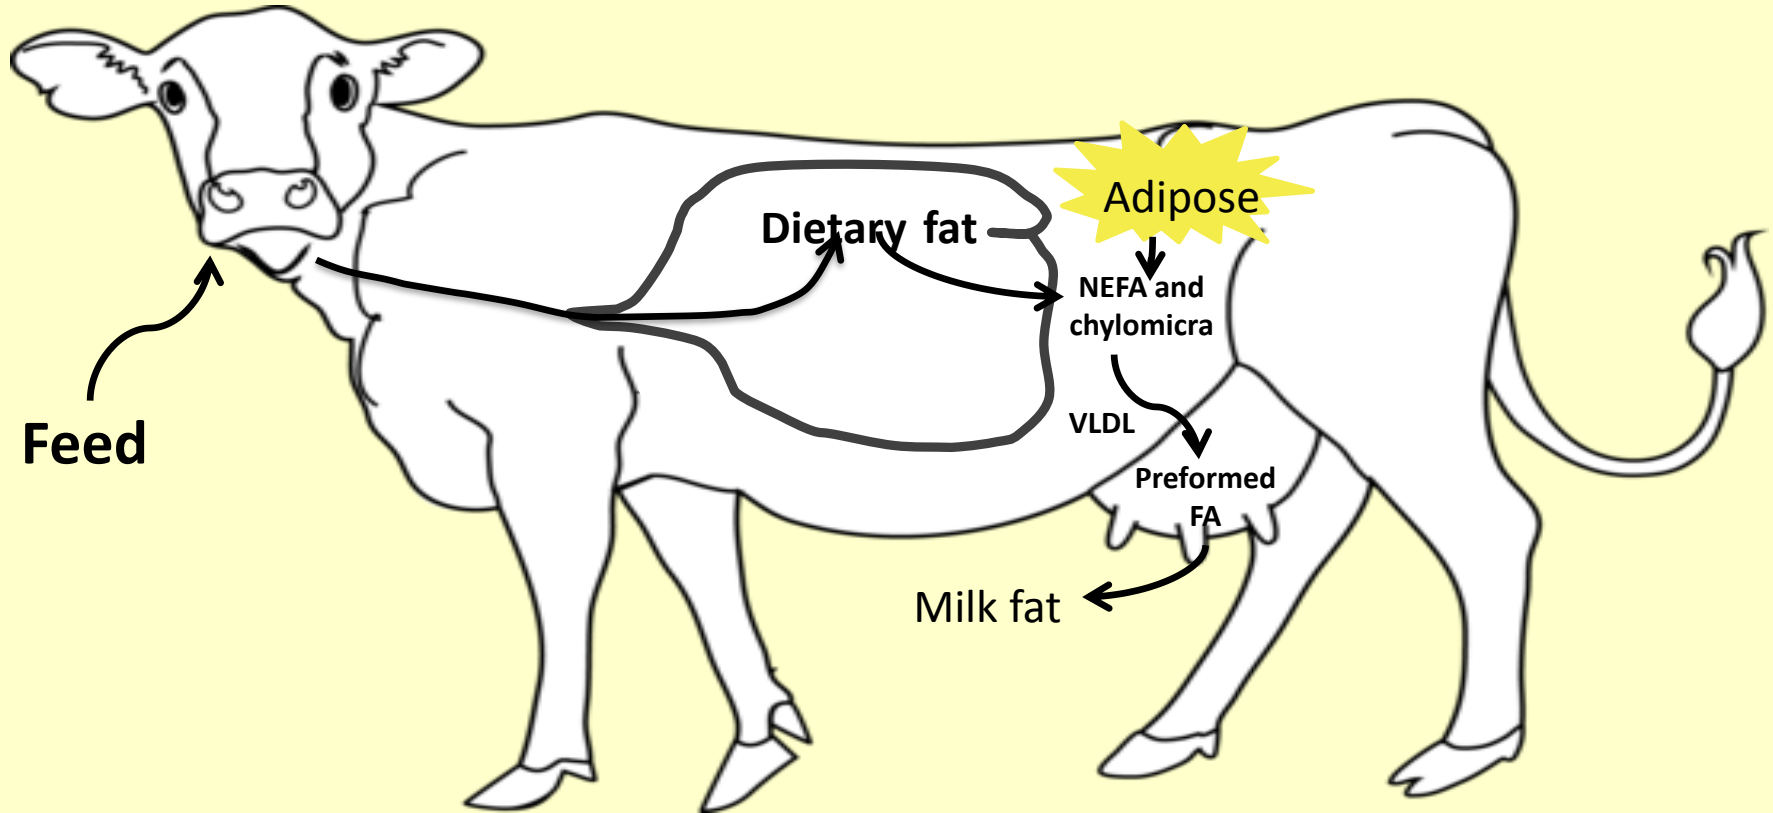 Adipose
Dietary fat
NEFA and
chylomicra
VLDL
Feed
Preformed
FA
Milk fat